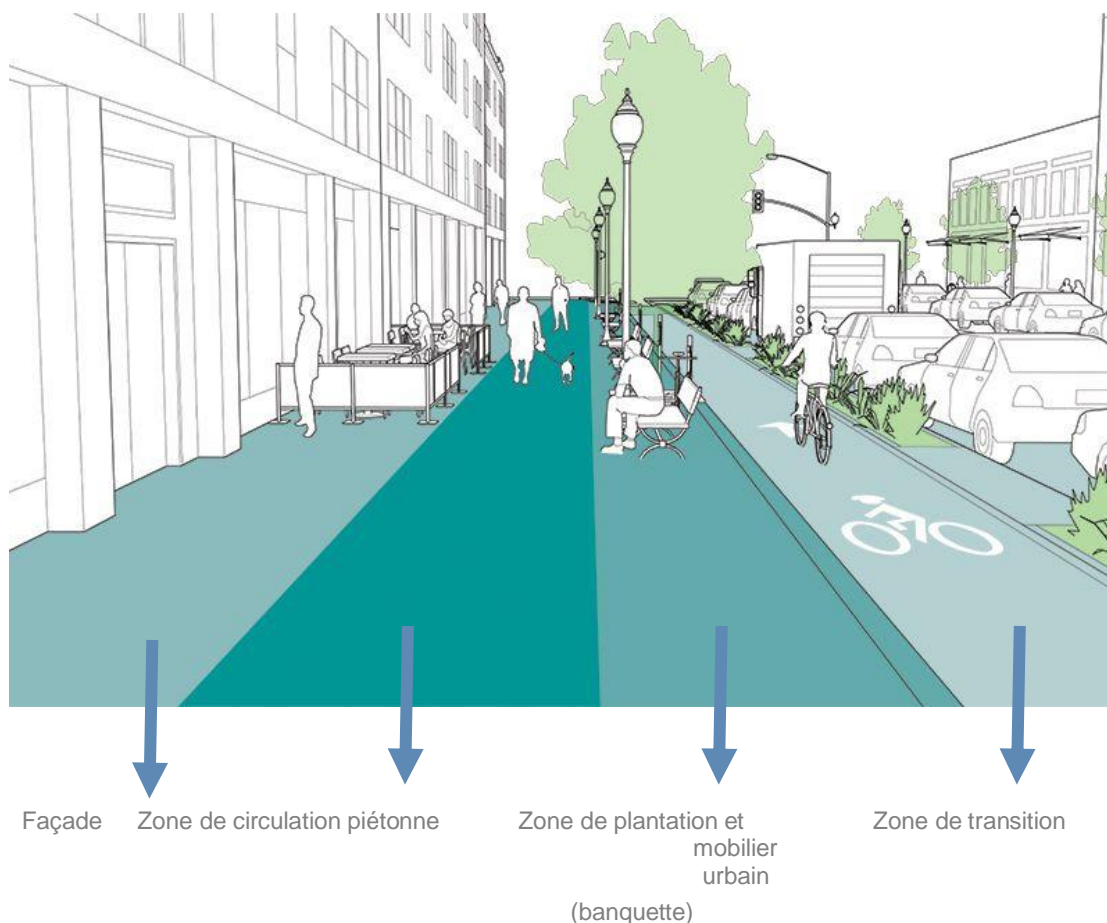 Façade Zone de circulation piétonne Zone de plantation et Zone de transition
mobilier
urbain
(banquette)